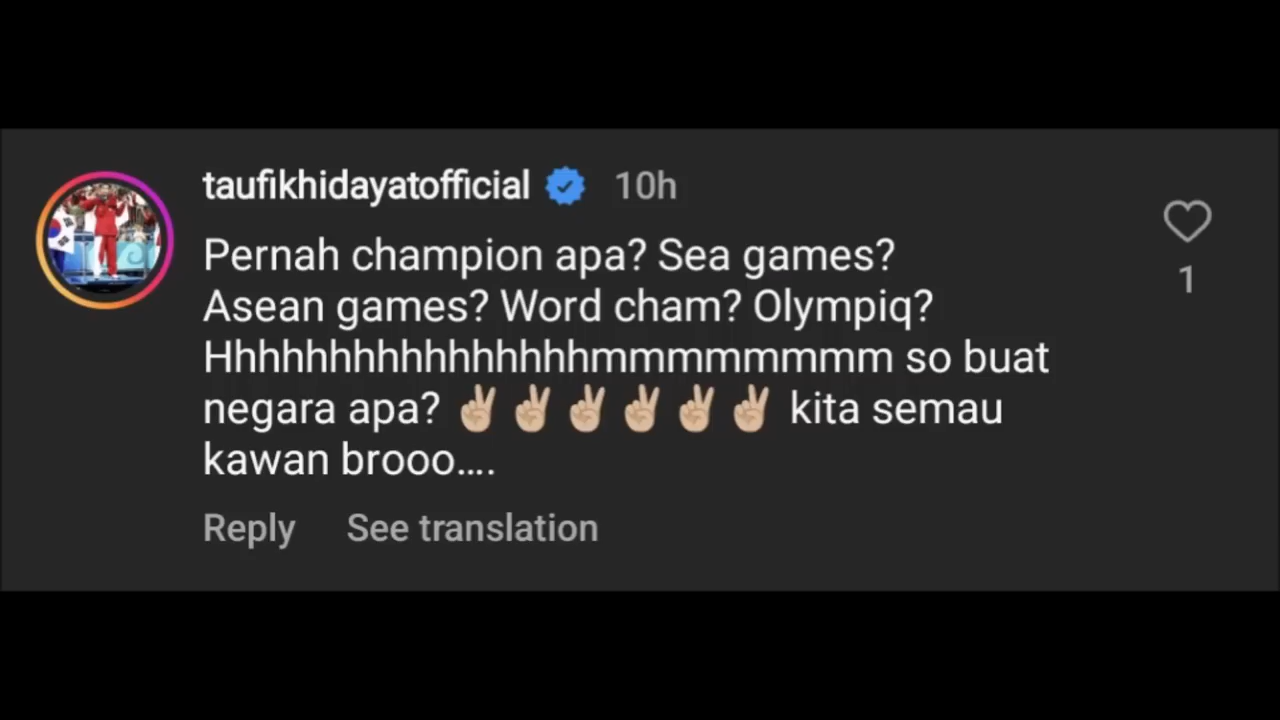 taufikhidayatofficial 10h
Pernah champion apa? Sea games?
Asean games? Word cham? Olympiq?
Hhhhhhhhhhhhhhhhmmmmmmmm so buat
negara apa? ✌🏼✌🏼✌🏼✌🏼✌🏼✌🏼 kita semau
kawan brooo....
1
Reply See translation